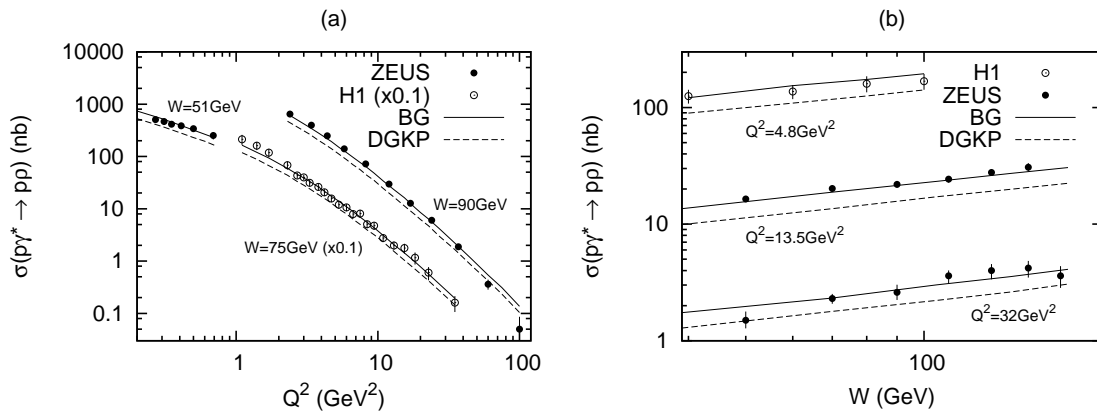 (a)
σ(pγ* → pρ) (nb)
10000
1000
100
10
1
0.1
1
10
100
Q² (GeV²)
ZEUS
H1 (x0.1)
BG
DGKP
W=51GeV
W=90GeV
W=75GeV (x0.1)
(b)
σ(pγ* → pρ) (nb)
100
10
1
100
W (GeV)
H1
ZEUS
BG
DGKP
Q²=4.8GeV²
Q²=13.5GeV²
Q²=32GeV²